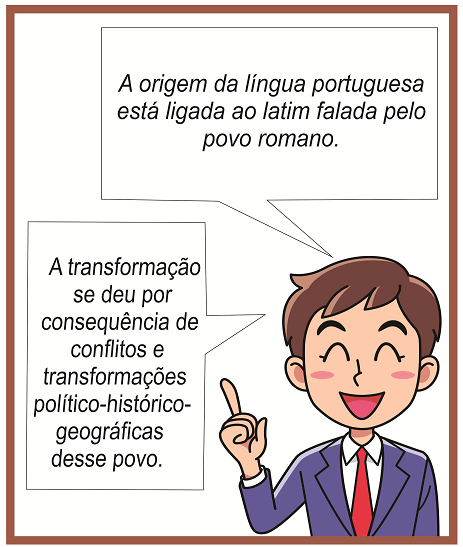 A origem da língua portuguesa
está ligada ao latim falada pelo
povo romano.
A transformação
se deu por
consequência de
conflitos e
transformações
político-histórico-
geográficas
desse povo.